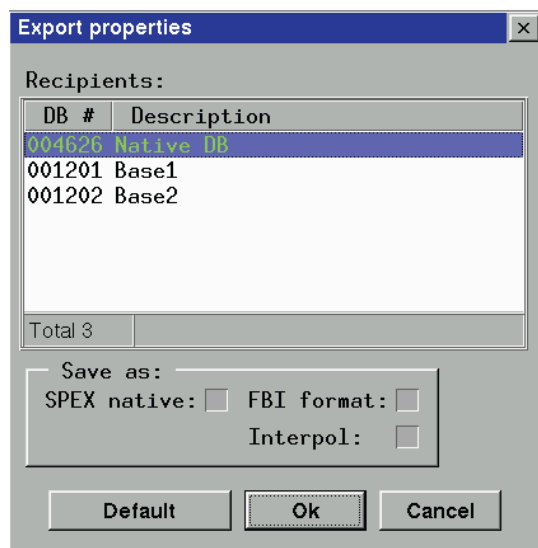 Export properties
Recipients:
DB # Description
004626 Native DB
001201 Base1
001202 Base2
Total 3
Save as:
SPEX native: FBI format:
Interpol:
Default Ok Cancel